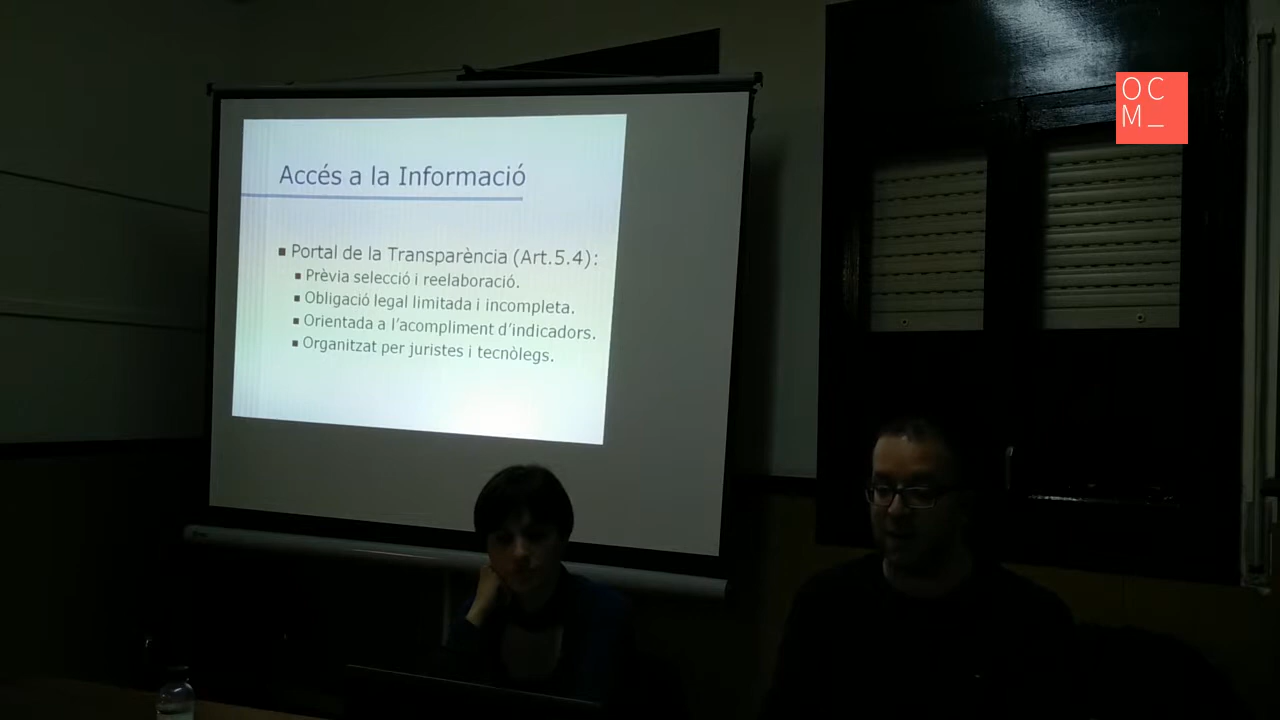 Accés a la Informació
Portal de la Transparència (Art.5.4):
Prèvia selecció i reelaboració.
Obligació legal limitada i incompleta.
Orientada a l'acompliment d'indicadors.
Organitzat per juristes i tecnòlegs.
OC
M_